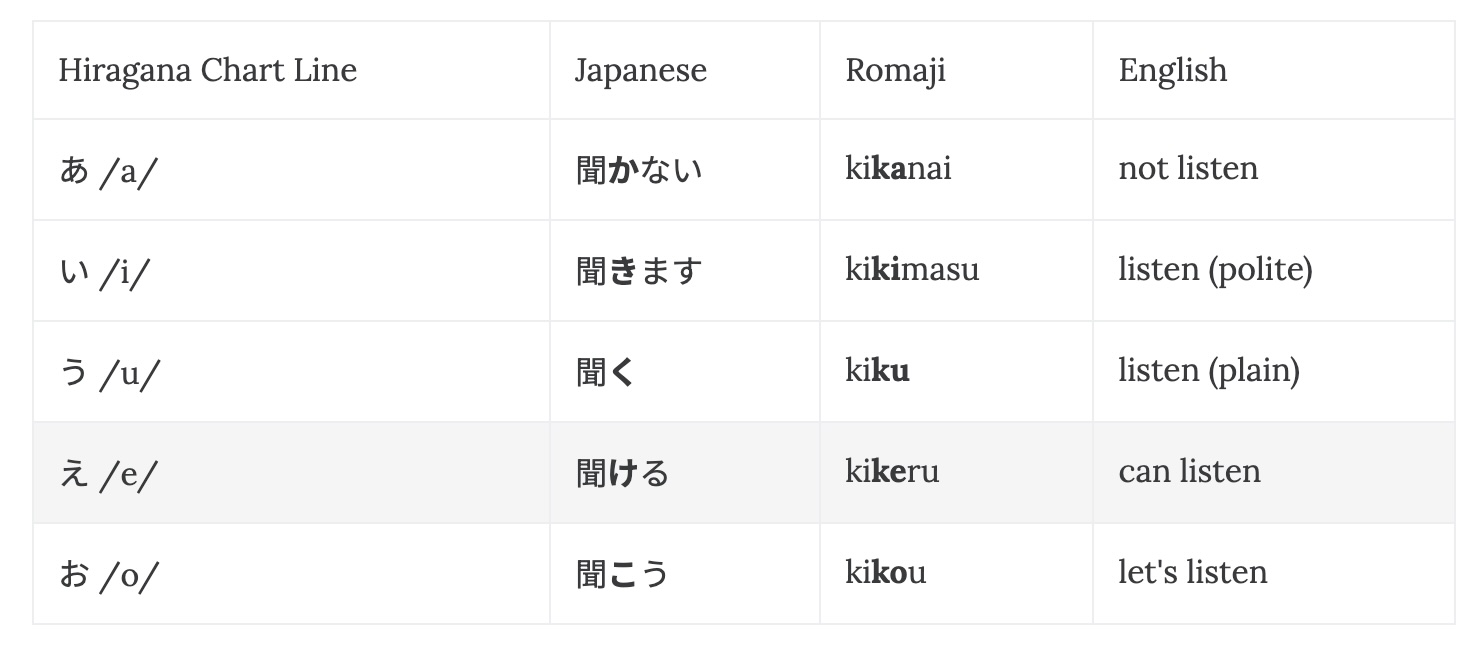 Hiragana Chart Line Japanese Romaji English
あ /a/ 聞かない kikanai not listen
い /i/ 聞きます kikimasu listen (polite)
う /u/ 聞く kiku listen (plain)
え /e/ 聞ける kikeru can listen
お /o/ 聞こう kikou let's listen